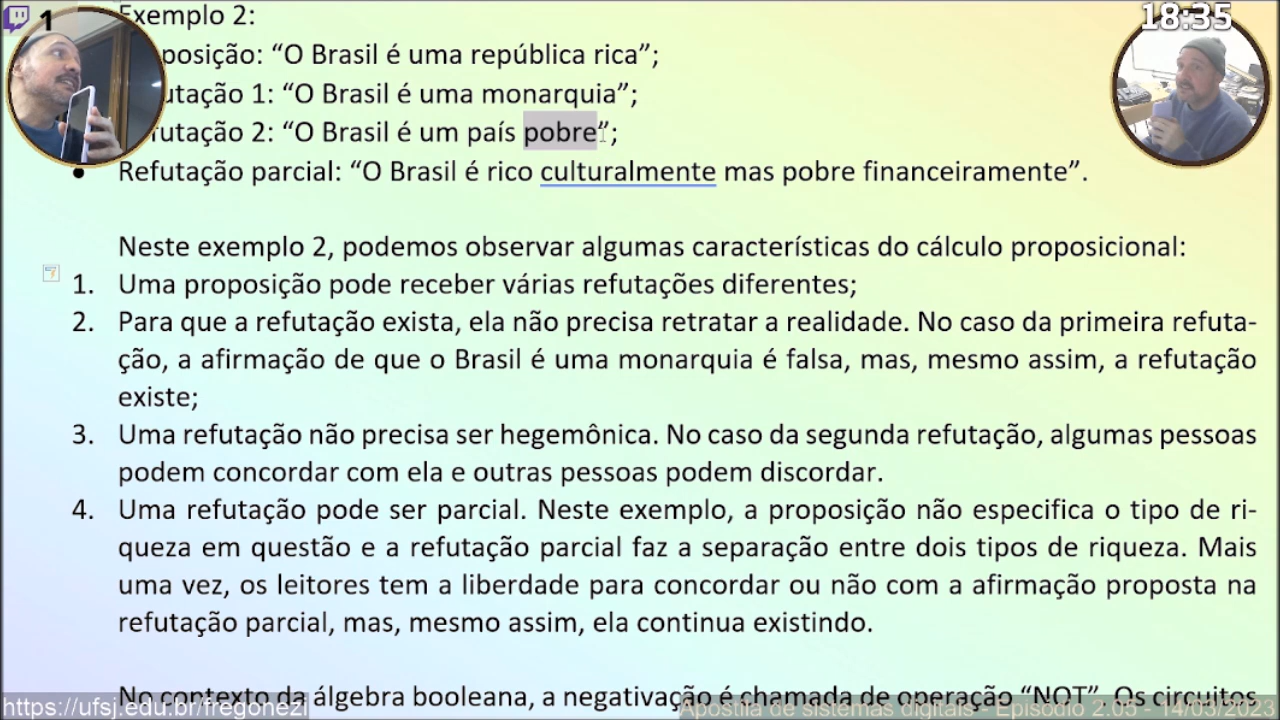 1
18:35
Exemplo 2:
posição: “O Brasil é uma república rica”;
utação 1: “O Brasil é uma monarquia”;
utação 2: “O Brasil é um país pobre”;
• Refutação parcial: “O Brasil é rico culturalmente mas pobre financeiramente”.
Neste exemplo 2, podemos observar algumas características do cálculo proposicional:
1. Uma proposição pode receber várias refutações diferentes;
2. Para que a refutação exista, ela não precisa retratar a realidade. No caso da primeira refuta-
ção, a afirmação de que o Brasil é uma monarquia é falsa, mas, mesmo assim, a refutação
existe;
3. Uma refutação não precisa ser hegemônica. No caso da segunda refutação, algumas pessoas
podem concordar com ela e outras pessoas podem discordar.
4. Uma refutação pode ser parcial. Neste exemplo, a proposição não especifica o tipo de ri-
queza em questão e a refutação parcial faz a separação entre dois tipos de riqueza. Mais
uma vez, os leitores tem a liberdade para concordar ou não com a afirmação proposta na
refutação parcial, mas, mesmo assim, ela continua existindo.
No contexto da álgebra booleana, a negativação é chamada de operação “NOT”. Os circuitos
https://ufsj.edu.br/fregonezi
Apostila de sistemas digitais - Episódio 2.05 - 14/03/2023